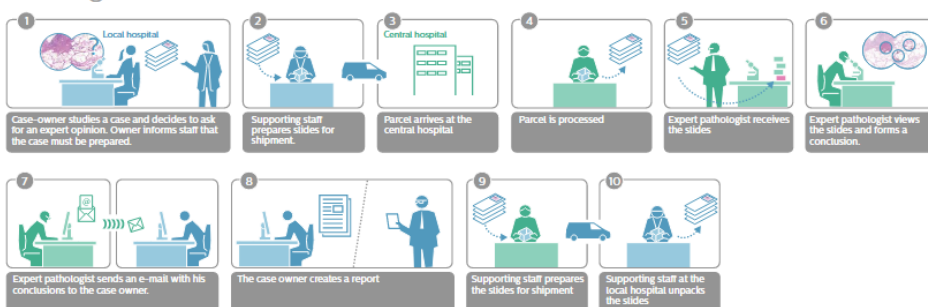 1
Local hospital
?
Case-owner studies a case and decides to ask
for an expert opinion. Owner informs staff that
the case must be prepared.
2
Supporting staff
prepares slides for
shipment.
3
Central hospital
Parcel arrives at the
central hospital
4
Parcel is processed
5
Expert pathologist receives
the slides
6
Expert pathologist views
the slides and forms a
conclusion.
7
@
Expert pathologist sends an e-mail with his
conclusions to the case owner.
8
The case owner creates a report
9
Supporting staff prepares
the slides for shipment
10
Supporting staff at the
local hospital unpacks
the slides